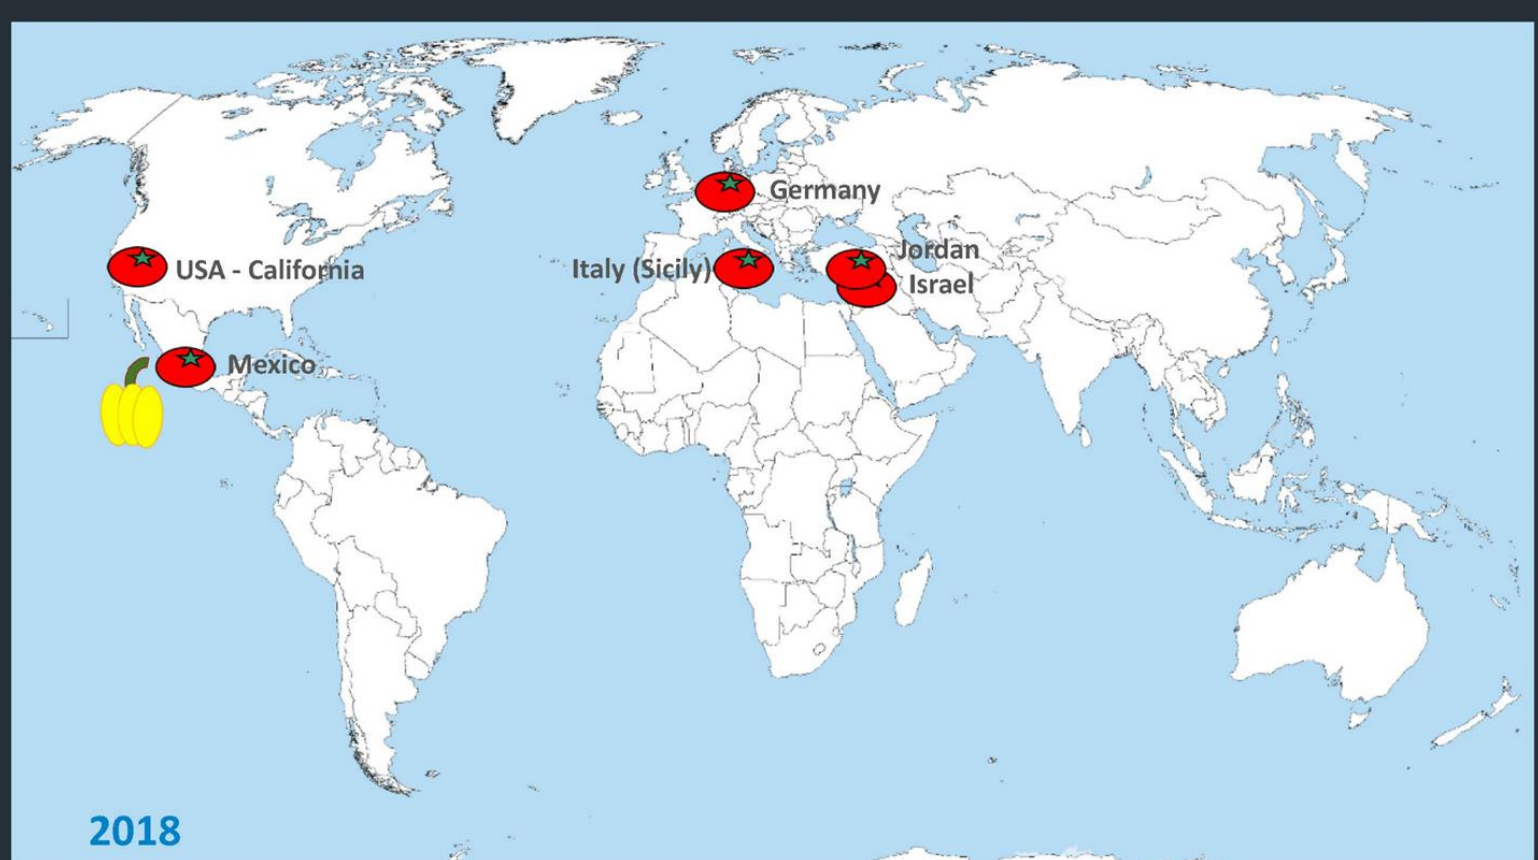 Germany
Jordan
Italy (Sicily)
USA - California
Israel
Mexico
2018